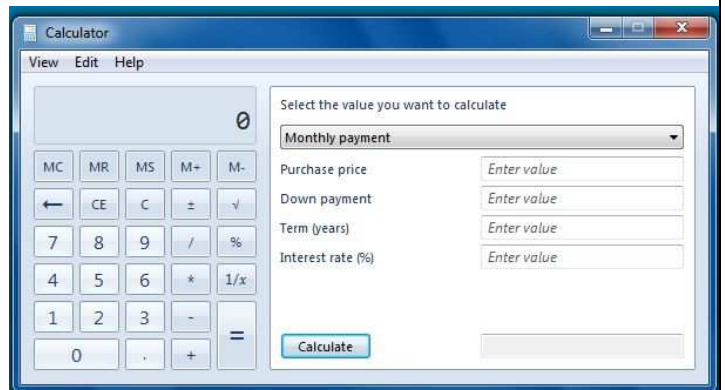 Calculator
View Edit Help
0
MC MR MS M+ M-
← CE C ± √
7 8 9 / %
4 5 6 * 1/x
1 2 3 - =
0 . +
Select the value you want to calculate
Monthly payment
Purchase price Enter value
Down payment Enter value
Term (years) Enter value
Interest rate (%) Enter value
Calculate